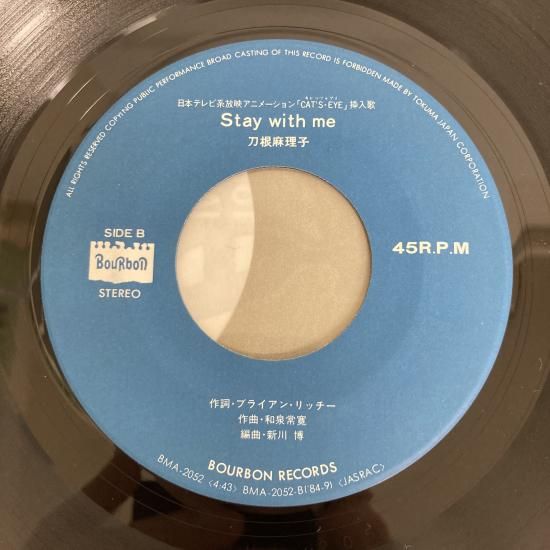 ALL RIGHTS RESERVED COPYING PUBLIC PERFORMANCE BROAD CASTING OF THIS RECORD IS FORBIDDEN MADE BY TOKUMA JAPAN CORPORATION
キャッツアイ
日本テレビ系放映アニメーション「CAT'S・EYE」挿入歌
Stay with me
刀根麻理子
SIDE B
BOURBON
STEREO
45R.P.M
作詞・ブライアン・リッチー
作曲・和泉常寛
編曲・新川 博
BOURBON RECORDS
BMA-2052 〈4:43〉 BMA-2052-B('84・9) 〈JASRAC〉